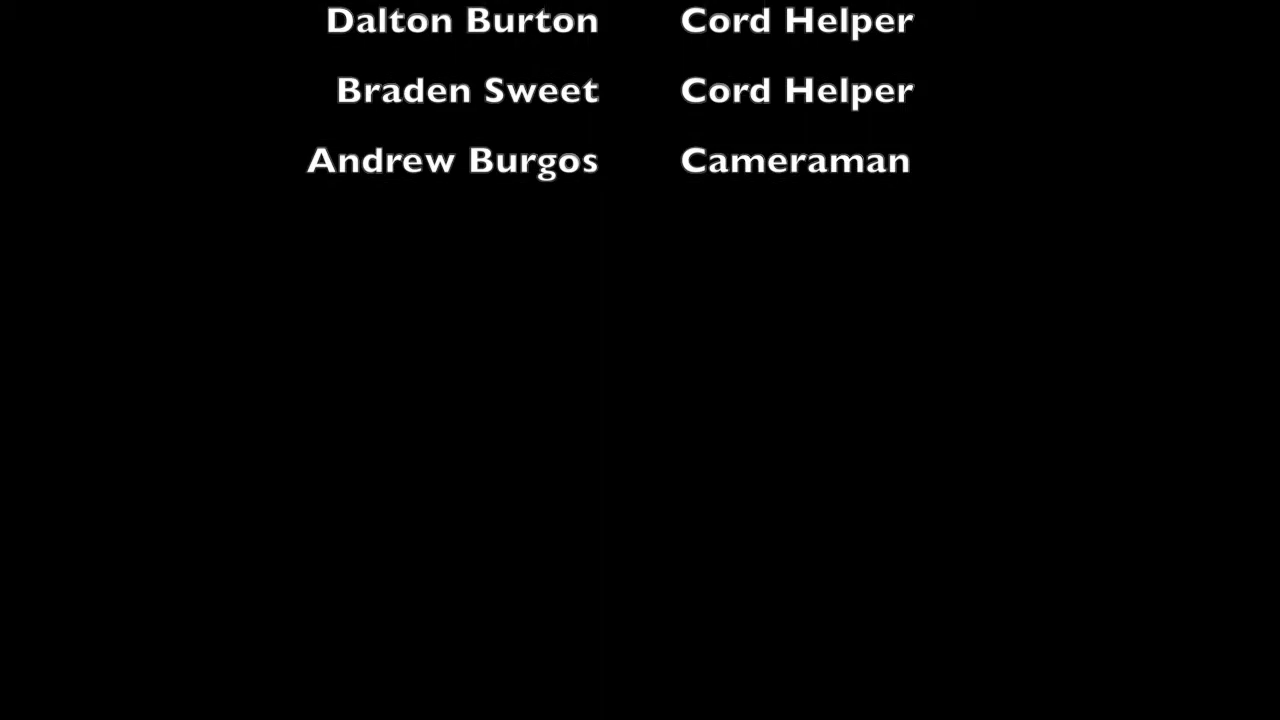 Dalton Burton Cord Helper
Braden Sweet Cord Helper
Andrew Burgos Cameraman